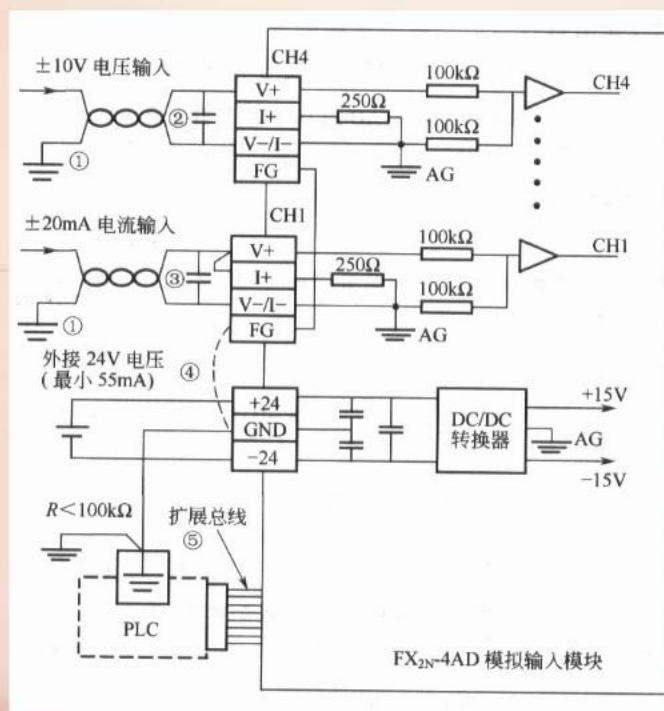 CH4
±10V 电压输入
②
①
V+
I+
V−/I−
FG
250Ω
100kΩ
100kΩ
AG
CH4
CH1
±20mA 电流输入
③
①
V+
I+
V−/I−
FG
250Ω
100kΩ
100kΩ
AG
CH1
外接 24V 电压
(最小 55mA)
④
+24
GND
−24
DC/DC
转换器
+15V
AG
−15V
R<100kΩ
扩展总线
⑤
PLC
FX2N-4AD 模拟输入模块